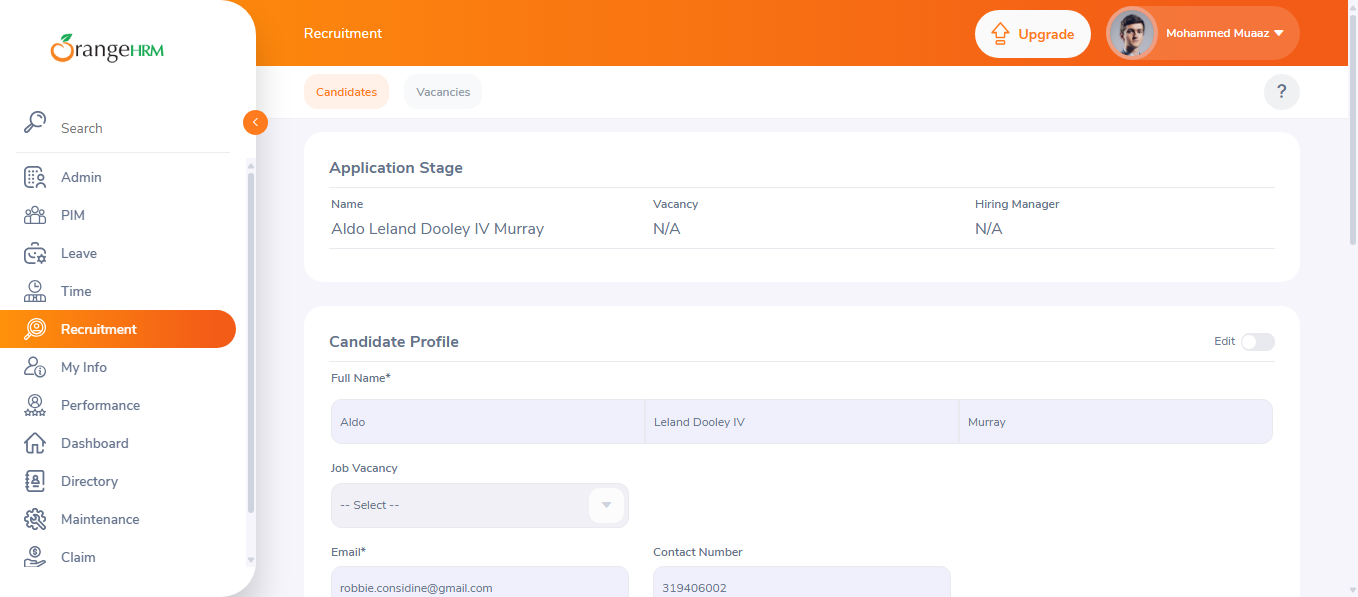 OrangeHRM
Search
Admin
PIM
Leave
Time
Recruitment
My Info
Performance
Dashboard
Directory
Maintenance
Claim
Recruitment
Upgrade
Mohammed Muaaz
Candidates
Vacancies
?
Application Stage
Name
Vacancy
Hiring Manager
Aldo Leland Dooley IV Murray
N/A
N/A
Candidate Profile
Edit
Full Name*
Aldo
Leland Dooley IV
Murray
Job Vacancy
-- Select --
Email*
Contact Number
robbie.considine@gmail.com
319406002